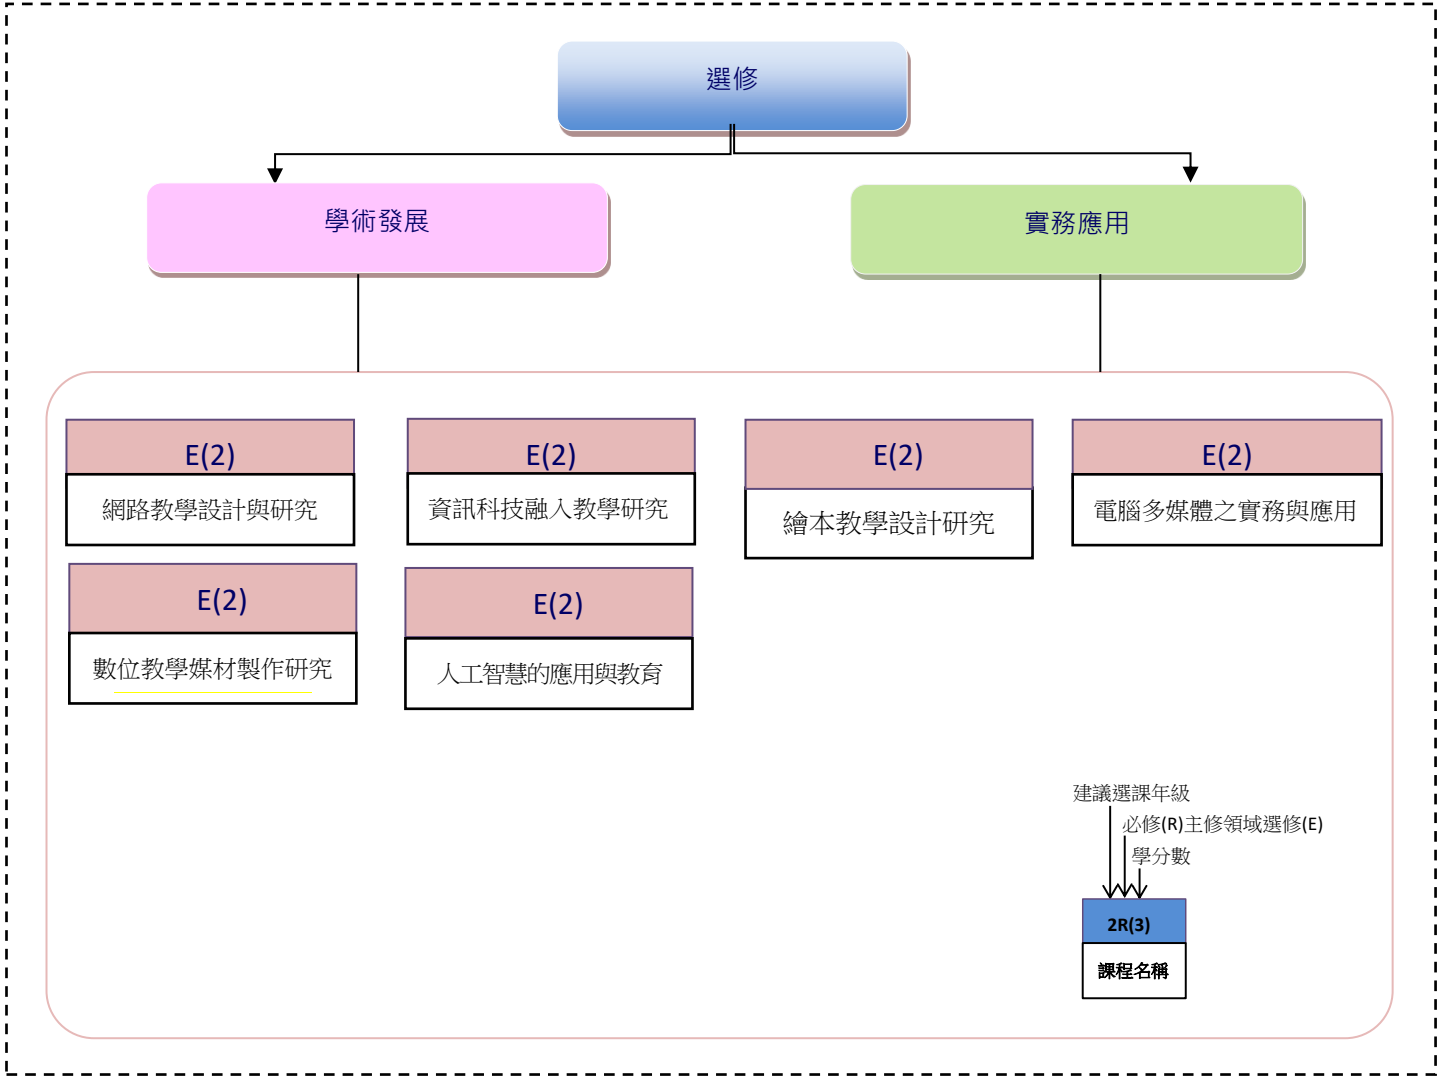 選修
學術發展
實務應用
E(2)
網路教學設計與研究
E(2)
資訊科技融入教學研究
E(2)
繪本教學設計研究
E(2)
電腦多媒體之實務與應用
E(2)
數位教學媒材製作研究
E(2)
人工智慧的應用與教育
建議選課年級
必修(R)主修領域選修(E)
學分數
2R(3)
課程名稱